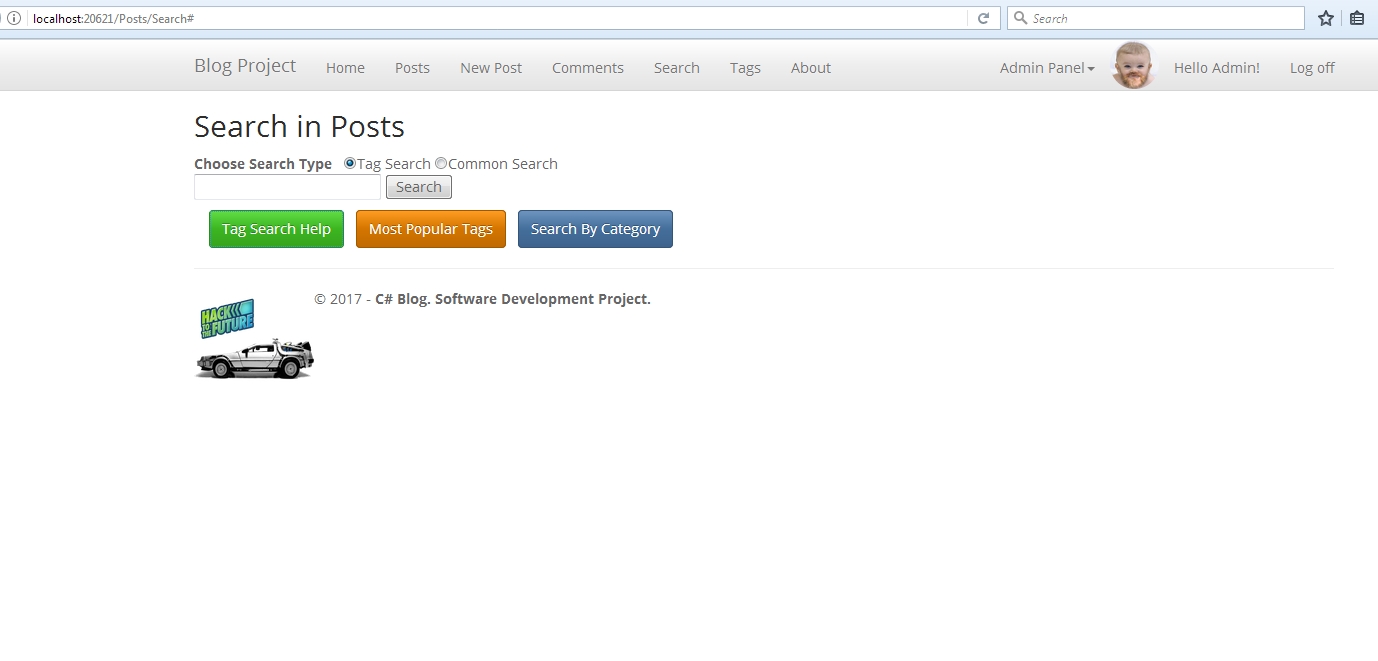 localhost:20621/Posts/Search#
Search
Blog Project Home Posts New Post Comments Search Tags About Admin Panel Hello Admin! Log off
Search in Posts
Choose Search Type Tag Search Common Search
Search
Tag Search Help Most Popular Tags Search By Category
© 2017 - C# Blog. Software Development Project.
HACK
TO THE FUTURE